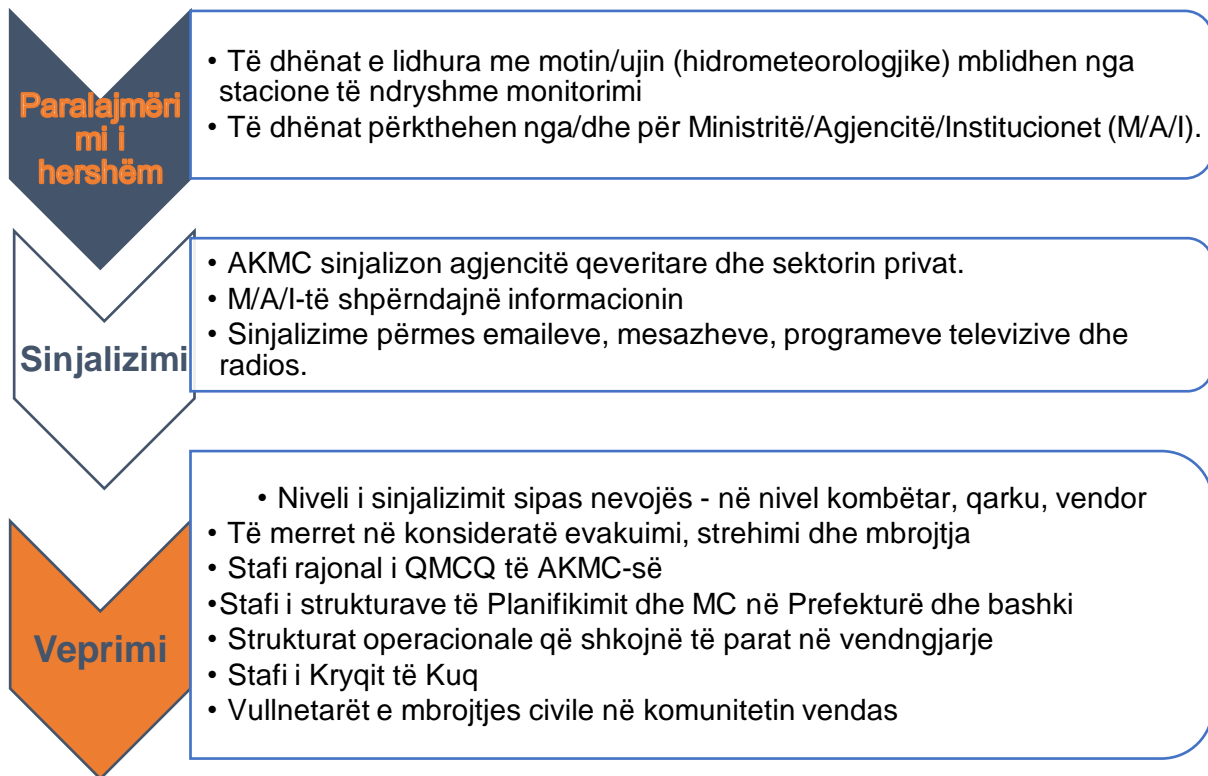 Paralajmëri
mi i
hershëm
• Të dhënat e lidhura me motin/ujin (hidrometeorologjike) mblidhen nga
stacione të ndryshme monitorimi
• Të dhënat përkthehen nga/dhe për Ministritë/Agjencitë/Institucionet (M/A/I).
Sinjalizimi
• AKMC sinjalizon agjencitë qeveritare dhe sektorin privat.
• M/A/I-të shpërndajnë informacionin
• Sinjalizime përmes emaileve, mesazheve, programeve televizive dhe
radios.
Veprimi
• Niveli i sinjalizimit sipas nevojës - në nivel kombëtar, qarku, vendor
• Të merret në konsideratë evakuimi, strehimi dhe mbrojtja
• Stafi rajonal i QMCQ të AKMC-së
•Stafi i strukturave të Planifikimit dhe MC në Prefekturë dhe bashki
• Strukturat operacionale që shkojnë të parat në vendngjarje
• Stafi i Kryqit të Kuq
• Vullnetarët e mbrojtjes civile në komunitetin vendas